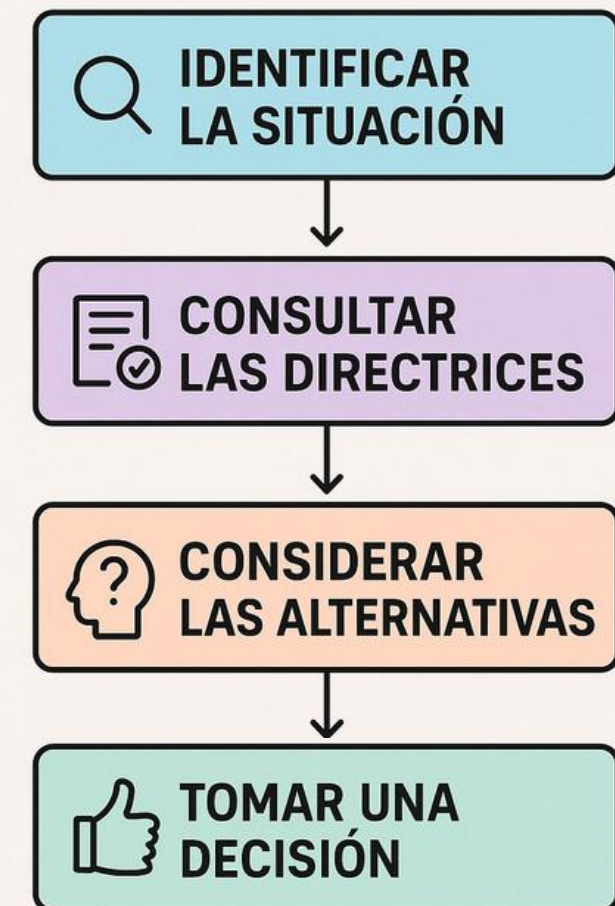 IDENTIFICAR
LA SITUACIÓN
CONSULTAR
LAS DIRECTRICES
CONSIDERAR
LAS ALTERNATIVAS
TOMAR UNA
DECISIÓN